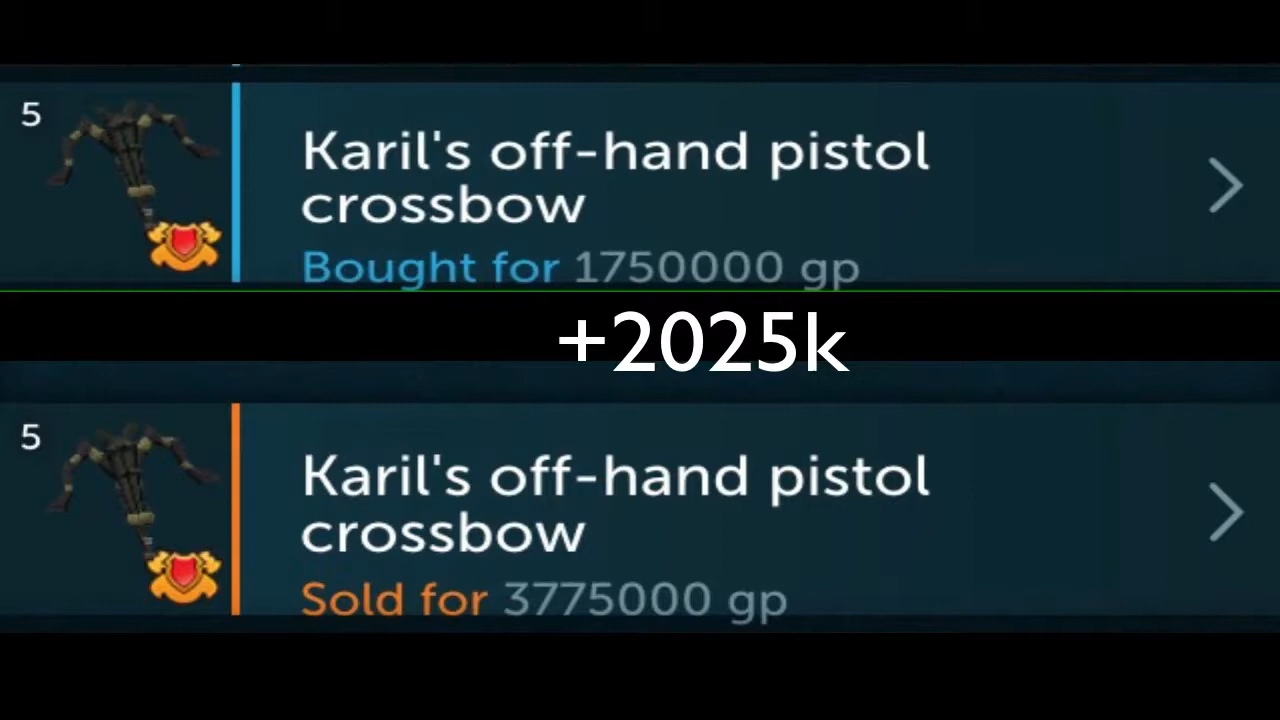 5
Karil's off-hand pistol
crossbow
Bought for 1750000 gp
+2025k
5
Karil's off-hand pistol
crossbow
Sold for 3775000 gp